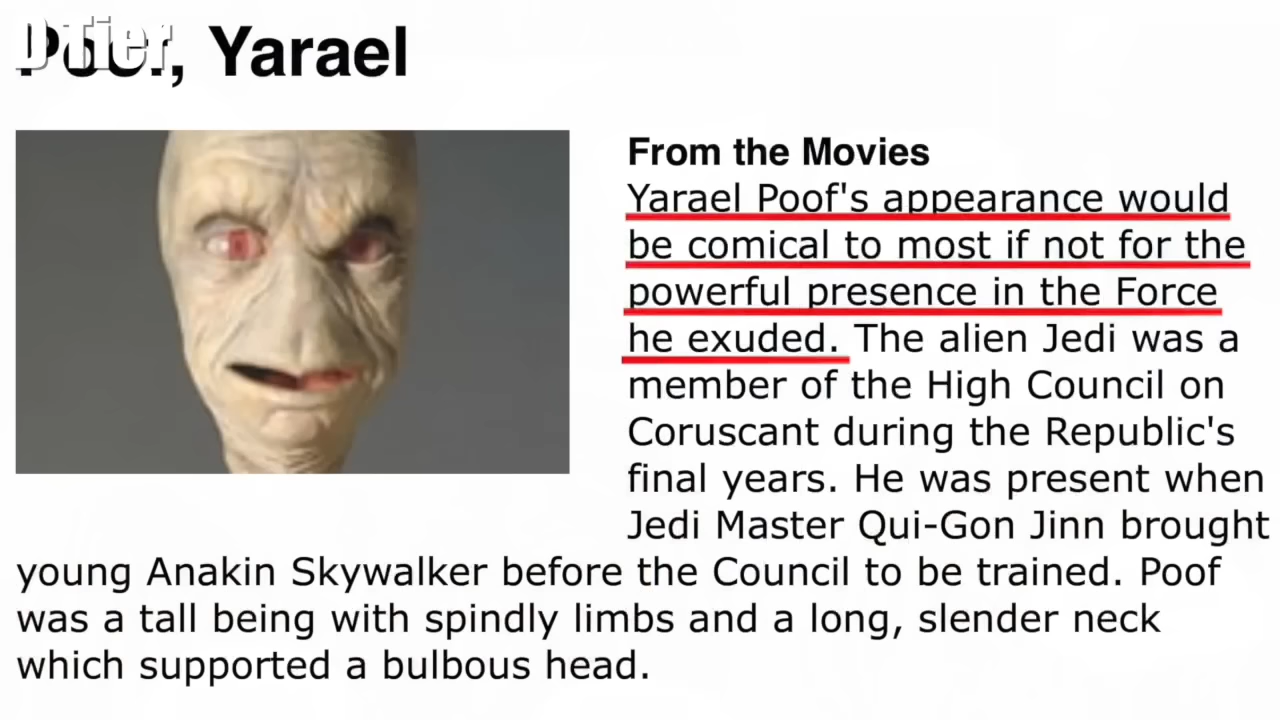 D Tier
Poof, Yarael
From the Movies
Yarael Poof's appearance would
be comical to most if not for the
powerful presence in the Force
he exuded. The alien Jedi was a
member of the High Council on
Coruscant during the Republic's
final years. He was present when
Jedi Master Qui-Gon Jinn brought
young Anakin Skywalker before the Council to be trained. Poof
was a tall being with spindly limbs and a long, slender neck
which supported a bulbous head.